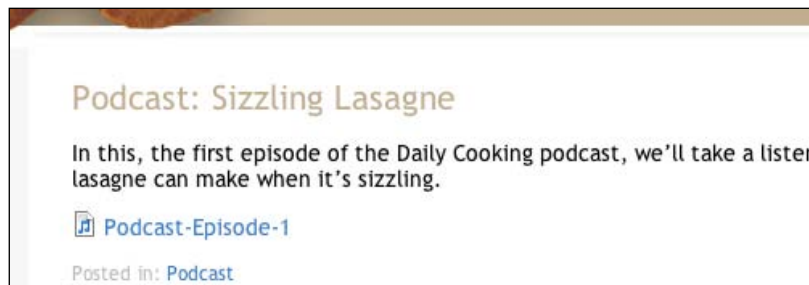 Podcast: Sizzling Lasagne
In this, the first episode of the Daily Cooking podcast, we’ll take a listen
lasagne can make when it’s sizzling.
Podcast-Episode-1
Posted in: Podcast